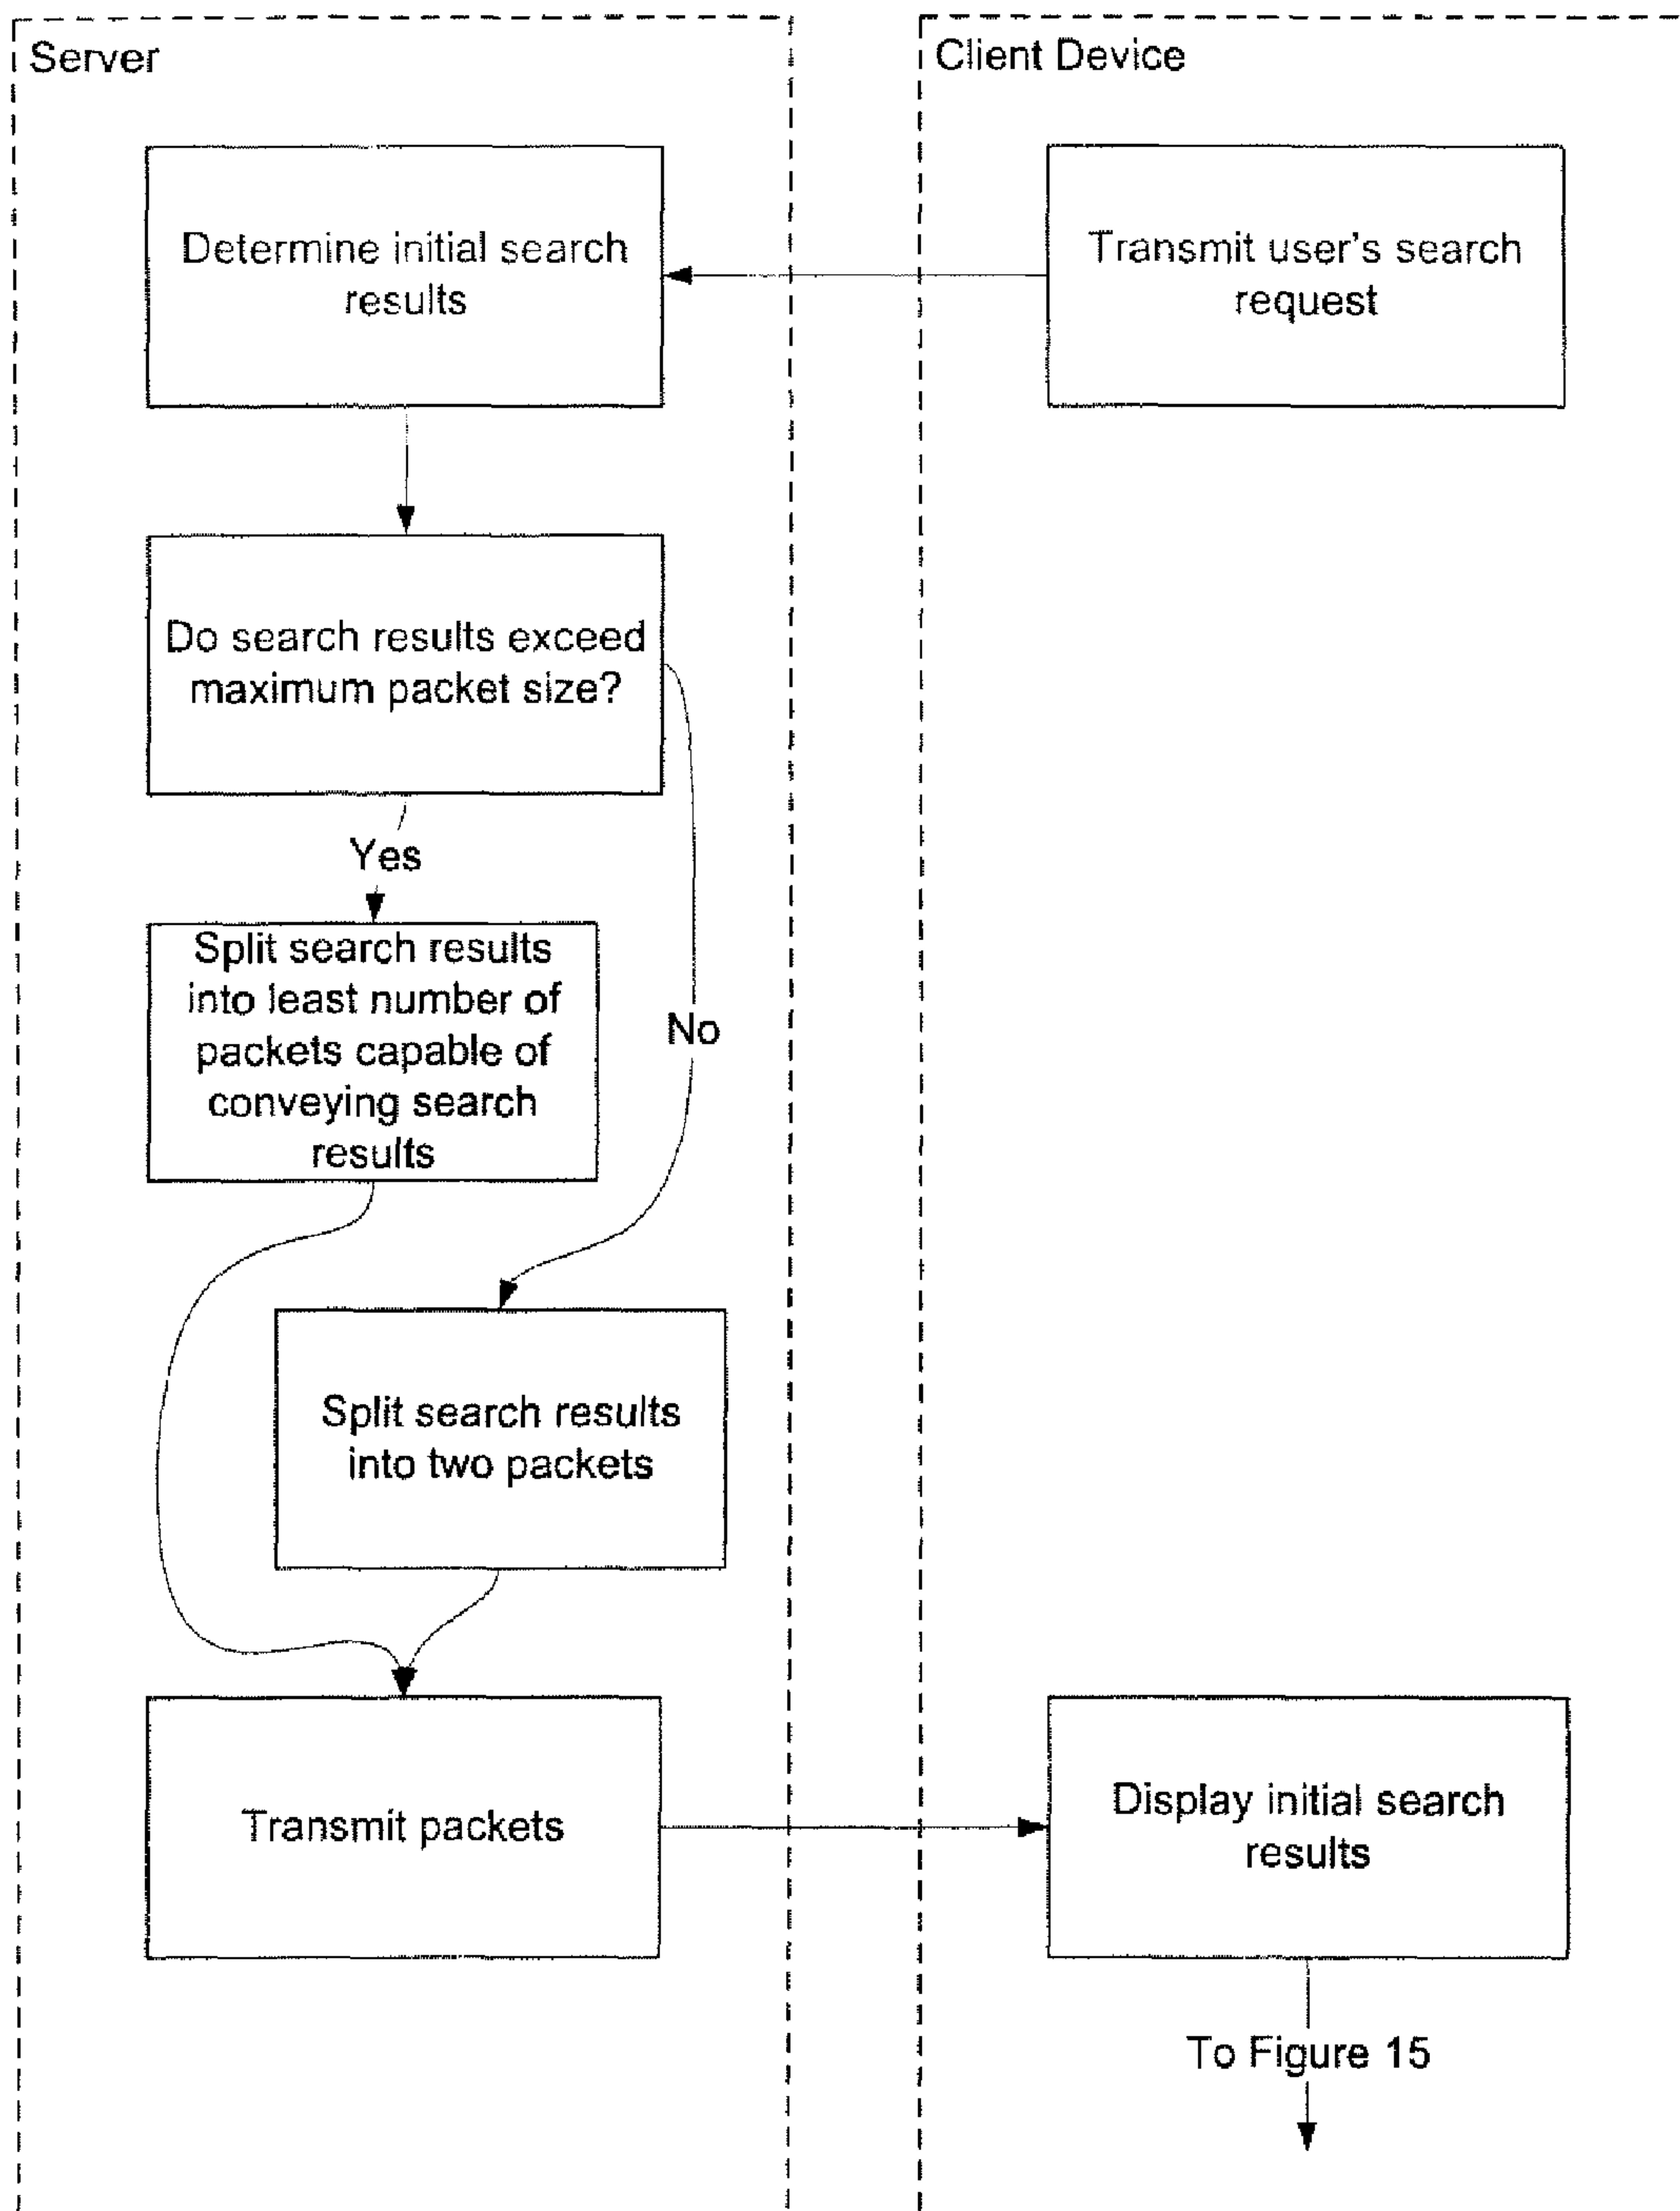 Server
Client Device
Determine initial search
results
Transmit user's search
request
Do search results exceed
maximum packet size?
Yes
Split search results
into least number of
packets capable of
conveying search
results
No
Split search results
into two packets
Transmit packets
Display initial search
results
To Figure 15